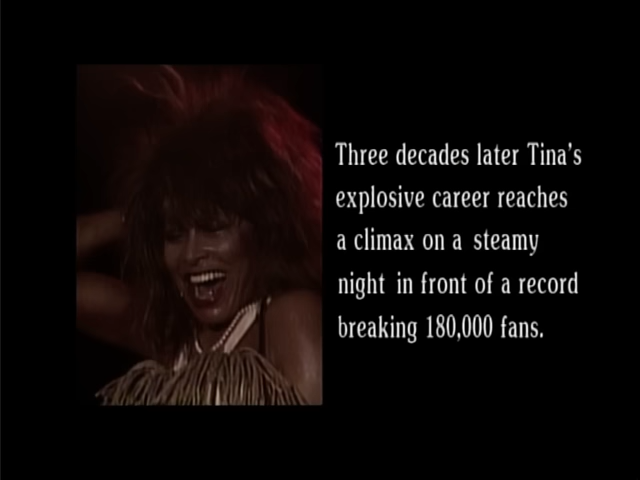 Three decades later Tina's
explosive career reaches
a climax on a steamy
night in front of a record
breaking 180,000 fans.